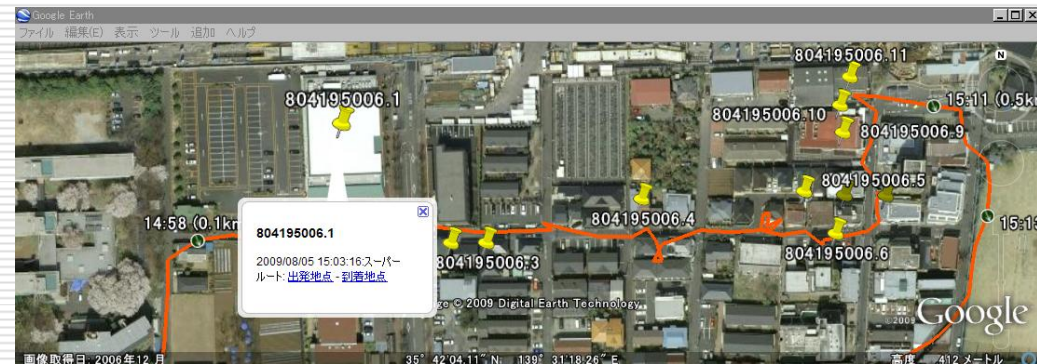 Google Earth
ファイル 編集(E) 表示 ツール 追加 ヘルプ
804195006.11
N
804195006.1
15:11 (0.5k
804195006.10
804195006.9
804195006.5
14:58 (0.1k
804195006.4
15:1
804195006.1
804195006.6
2009/08/05 15:03:16:スーパー
ルート: 出発地点 - 到着地点
804195006.3
© 2009 Digital Earth Technology
©2009
Google
画像取得日: 2006年12 月
35° 42'04.11" N
139° 31'18.26" E
高度 412 メートル